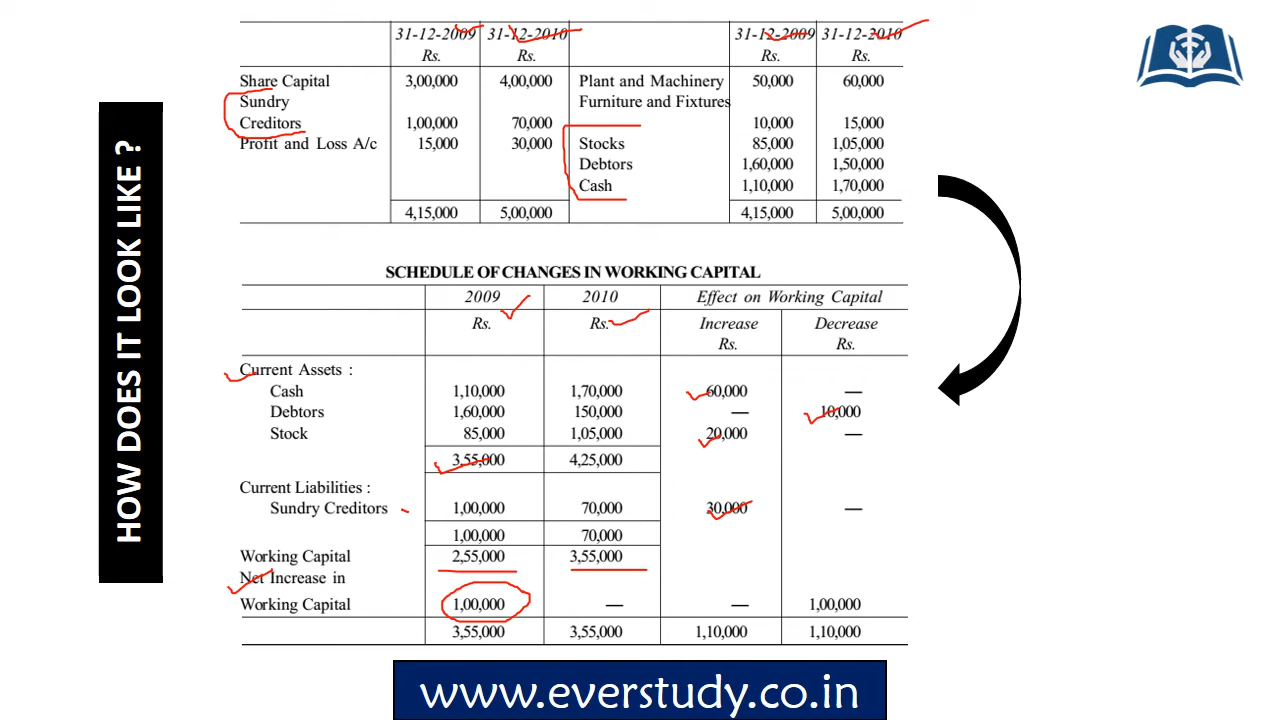 HOW DOES IT LOOK LIKE ?
31-12-2009 31-12-2010 31-12-2009 31-12-2010
Rs. Rs. Rs. Rs.
Share Capital 3,00,000 4,00,000 Plant and Machinery 50,000 60,000
Sundry Furniture and Fixtures
Creditors 1,00,000 70,000 10,000 15,000
Profit and Loss A/c 15,000 30,000 Stocks 85,000 1,05,000
Debtors 1,60,000 1,50,000
Cash 1,10,000 1,70,000
4,15,000 5,00,000 4,15,000 5,00,000
SCHEDULE OF CHANGES IN WORKING CAPITAL
2009 2010 Effect on Working Capital
Rs. Rs. Increase Decrease
Rs. Rs.
Current Assets :
Cash 1,10,000 1,70,000 60,000 —
Debtors 1,60,000 150,000 — 10,000
Stock 85,000 1,05,000 20,000 —
3,55,000 4,25,000
Current Liabilities :
Sundry Creditors 1,00,000 70,000 30,000 —
1,00,000 70,000
Working Capital 2,55,000 3,55,000
Net Increase in
Working Capital 1,00,000 — — 1,00,000
3,55,000 3,55,000 1,10,000 1,10,000
www.everstudy.co.in